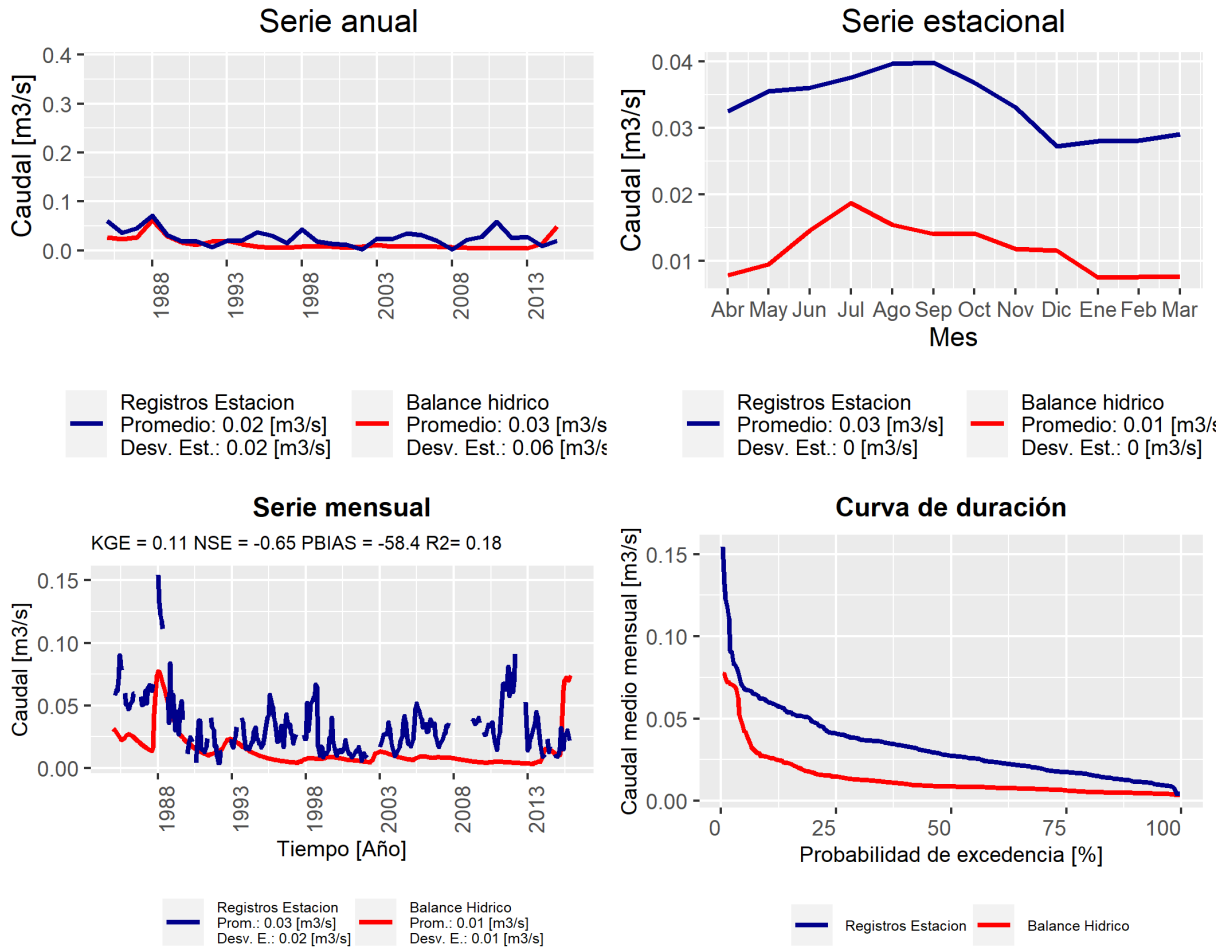 Serie anual
Caudal [m3/s]
0.4
0.3
0.2
0.1
0.0
1988
1993
1998
2003
2008
2013
Registros Estacion
Promedio: 0.02 [m3/s]
Desv. Est.: 0.02 [m3/s]
Balance hidrico
Promedio: 0.03 [m3/s
Desv. Est.: 0.06 [m3/s
Serie estacional
Caudal [m3/s]
0.04
0.03
0.02
0.01
Abr May Jun Jul Ago Sep Oct Nov Dic Ene Feb Mar
Mes
Registros Estacion
Promedio: 0.03 [m3/s]
Desv. Est.: 0 [m3/s]
Balance hidrico
Promedio: 0.01 [m3/s
Desv. Est.: 0 [m3/s]
Serie mensual
KGE = 0.11 NSE = -0.65 PBIAS = -58.4 R2= 0.18
Caudal [m3/s]
0.15
0.10
0.05
0.00
1988
1993
1998
2003
2008
2013
Tiempo [Año]
Registros Estacion
Prom.: 0.03 [m3/s]
Desv. E.: 0.02 [m3/s]
Balance Hidrico
Prom.: 0.01 [m3/s]
Desv. E.: 0.01 [m3/s]
Curva de duración
Caudal medio mensual [m3/s]
0.15
0.10
0.05
0.00
0 25 50 75 100
Probabilidad de excedencia [%]
Registros Estacion
Balance Hidrico